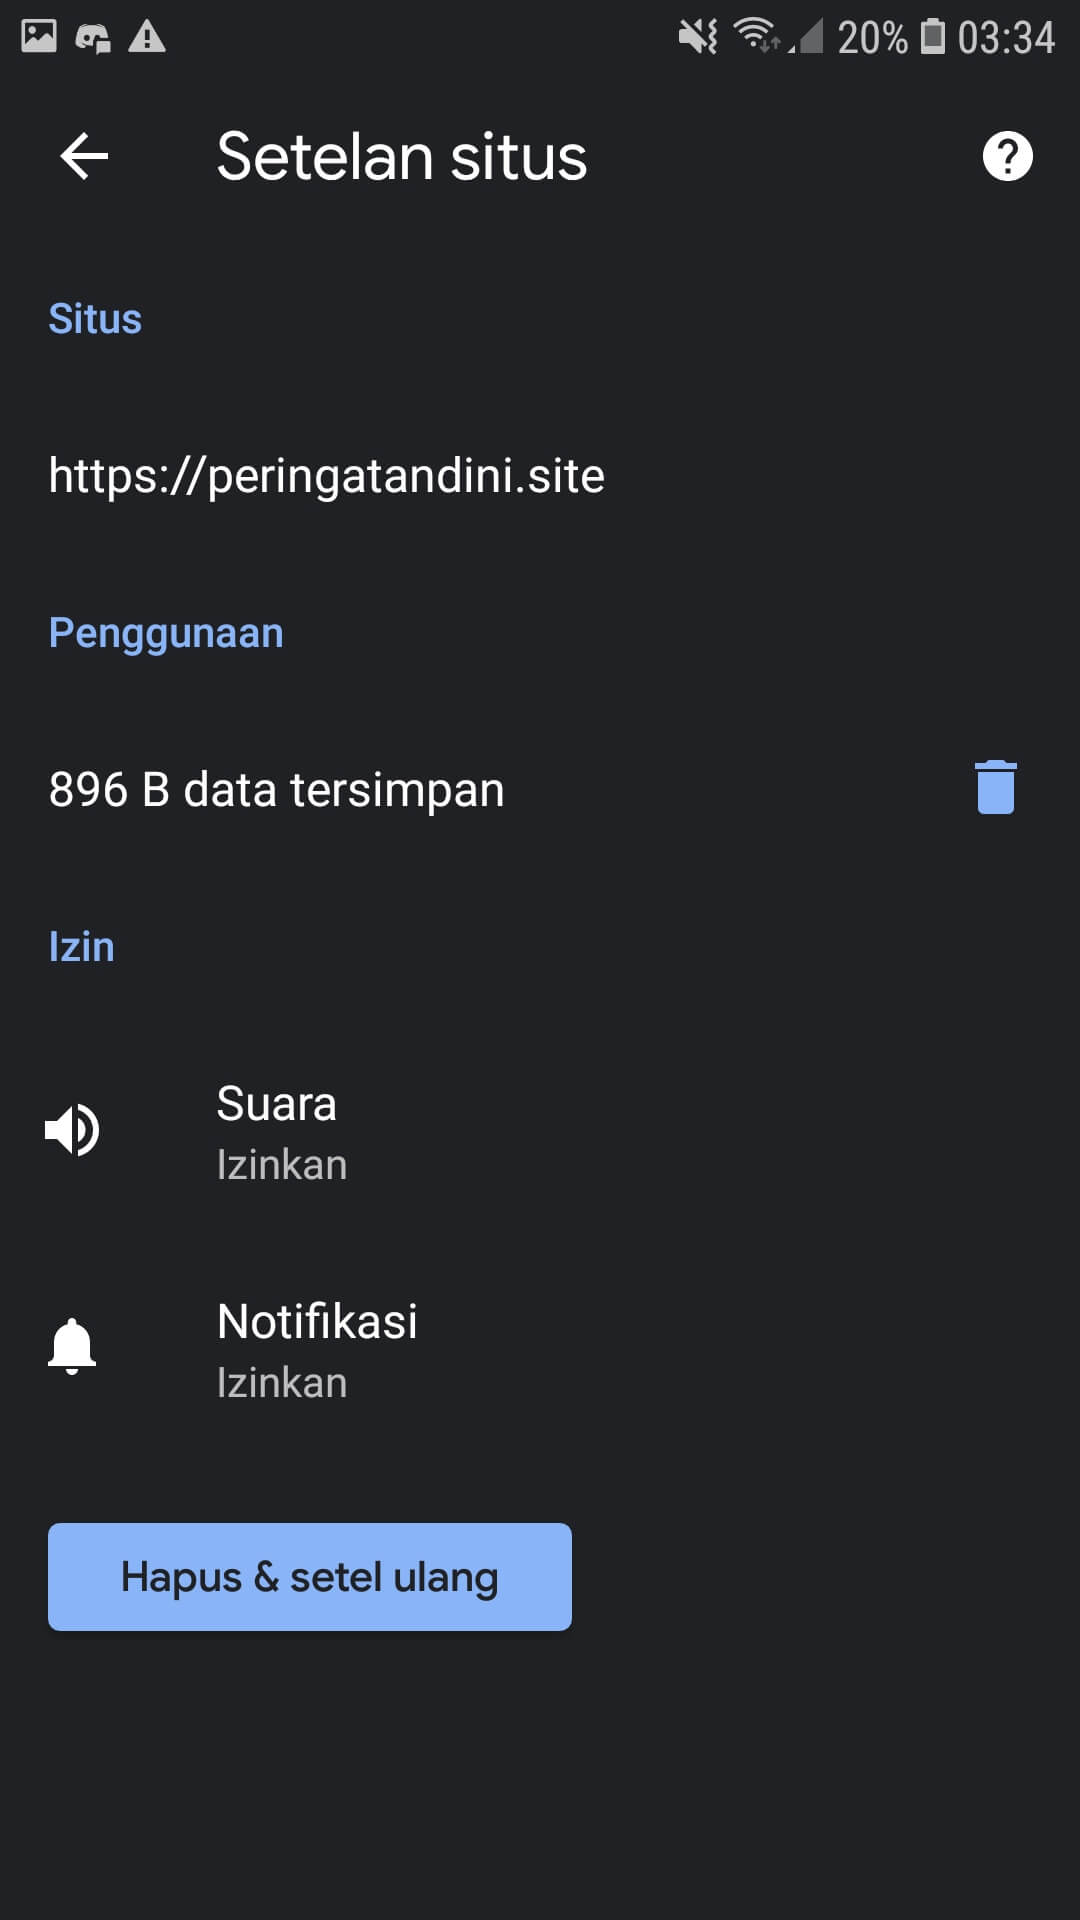 20% 03:34
Setelan situs
Situs
https://peringatandini.site
Penggunaan
896 B data tersimpan
Izin
Suara
Izinkan
Notifikasi
Izinkan
Hapus & setel ulang